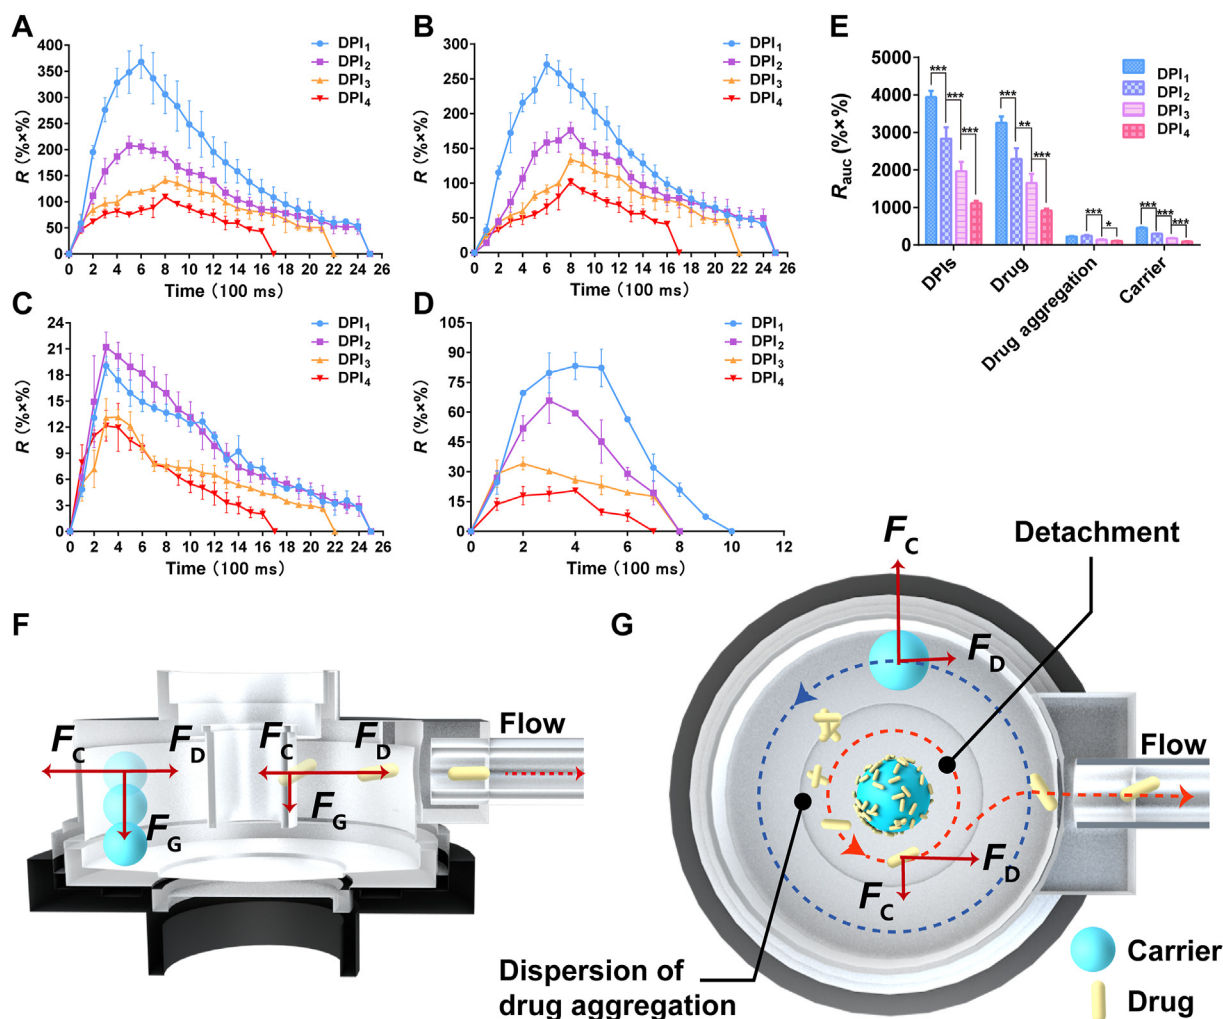 A
R (%×%)
400
350
300
250
200
150
100
50
0
0 2 4 6 8 10 12 14 16 18 20 22 24 26
Time (100 ms)
DPI1
DPI2
DPI3
DPI4
B
R (%×%)
300
250
200
150
100
50
0
0 2 4 6 8 10 12 14 16 18 20 22 24 26
Time (100 ms)
DPI1
DPI2
DPI3
DPI4
E
Rauc (%×%)
5000
4000
3000
2000
1000
0
*** *** ***
*** ** ***
*** *
*** *** ***
DPIs
Drug
Drug aggregation
Carrier
DPI1
DPI2
DPI3
DPI4
C
R (%×%)
24
21
18
15
12
9
6
3
0
0 2 4 6 8 10 12 14 16 18 20 22 24 26
Time (100 ms)
DPI1
DPI2
DPI3
DPI4
D
R (%×%)
105
90
75
60
45
30
15
0
0 2 4 6 8 10 12
Time (100 ms)
DPI1
DPI2
DPI3
DPI4
F
FC
FD
FC
FD
FG
FG
Flow
G
FC
FD
Detachment
Flow
FD
FC
Dispersion of
drug aggregation
Carrier
Drug